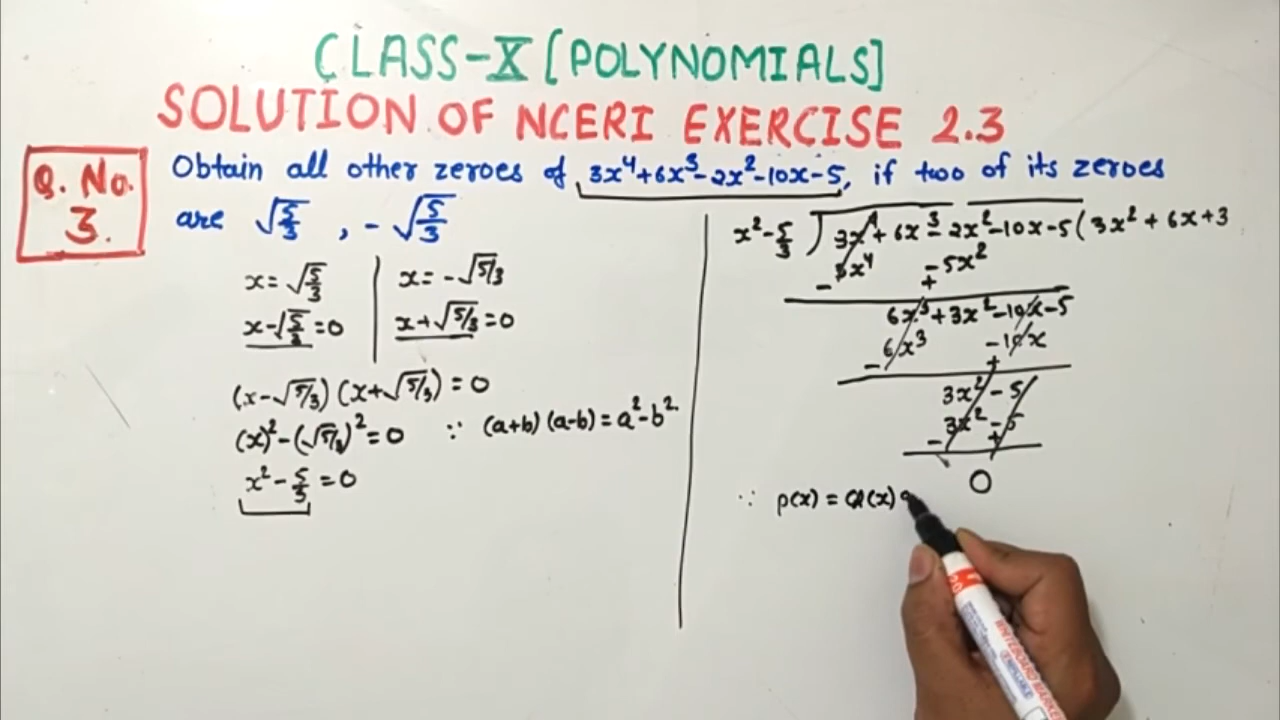 CLASS-X [POLYNOMIALS]
SOLUTION OF NCERI EXERCISE 2.3
Q. No. 3.
Obtain all other zeroes of 3x⁴+6x³-2x²-10x-5, if two of its zeroes
are √5/3 , -√5/3
x=√5/3
x-√5/3=0
x=-√5/3
x+√5/3=0
(x-√5/3) (x+√5/3) = 0
(x)²-(√5/3)²=0 ∵ (a+b) (a-b) = a²-b²
x²-5/3=0
x²-5/3 ) 3x⁴+6x³-2x²-10x-5 ( 3x²+6x+3
3x⁴ -5x²
- +
6x³+3x²-10x-5
6x³ -10x
- +
3x²-5
3x²-5
- +
0
∵ p(x) = q(x)
WHITEBOARD MARKER